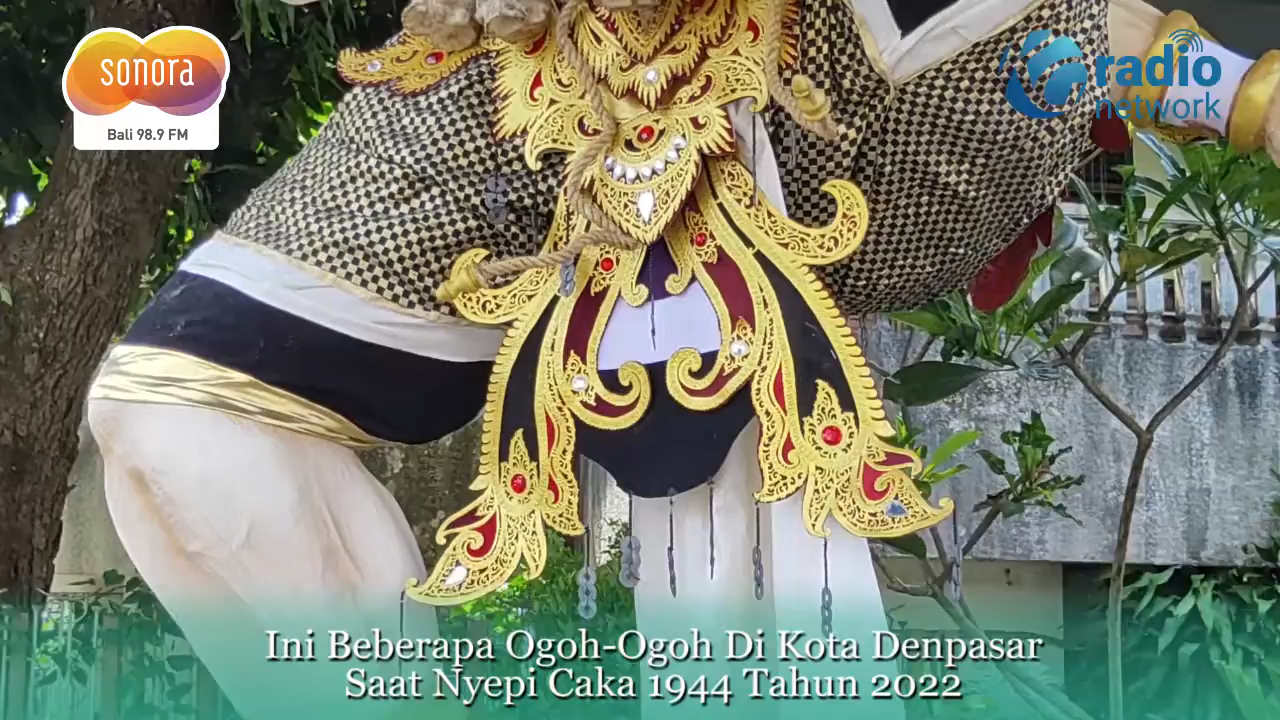 sonora
Bali 98.9 FM
radio
network
Ini Beberapa Ogoh-Ogoh Di Kota Denpasar
Saat Nyepi Caka 1944 Tahun 2022